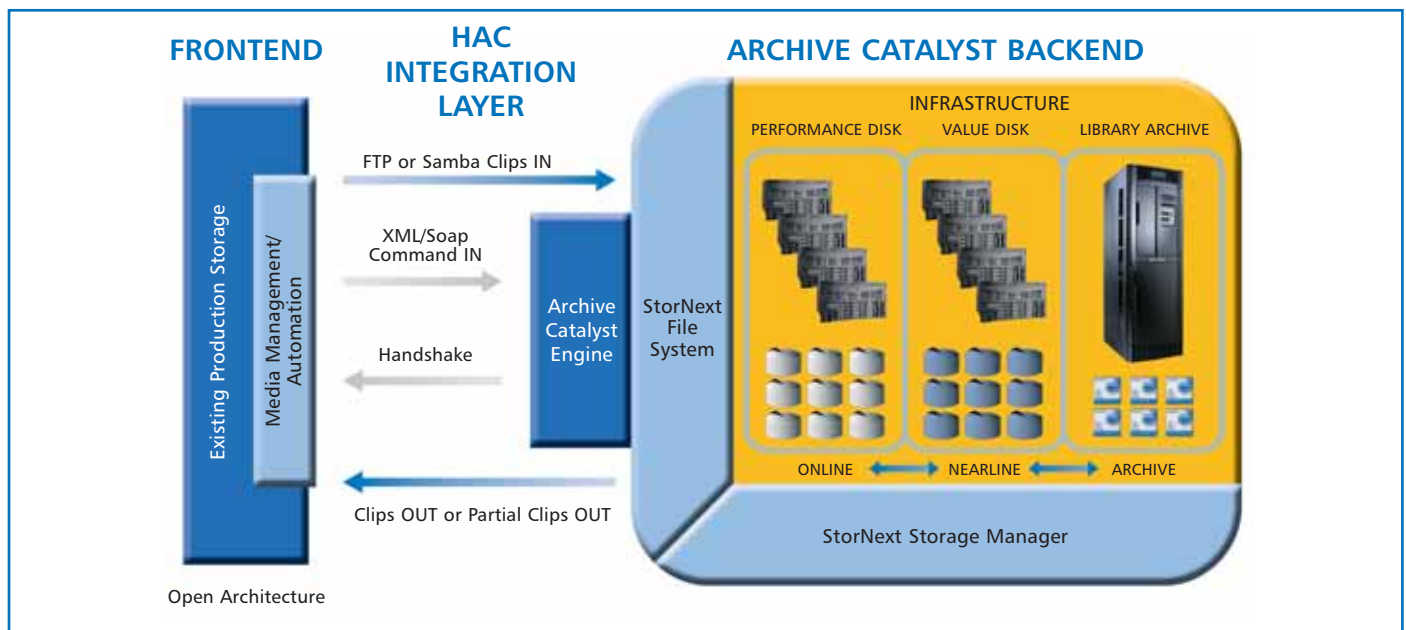 FRONTEND
HAC
INTEGRATION
LAYER
ARCHIVE CATALYST BACKEND
Existing Production Storage
Media Management/
Automation
Open Architecture
FTP or Samba Clips IN
XML/Soap
Command IN
Handshake
Clips OUT or Partial Clips OUT
Archive
Catalyst
Engine
StorNext
File
System
INFRASTRUCTURE
PERFORMANCE DISK
VALUE DISK
LIBRARY ARCHIVE
ONLINE
NEARLINE
ARCHIVE
StorNext Storage Manager